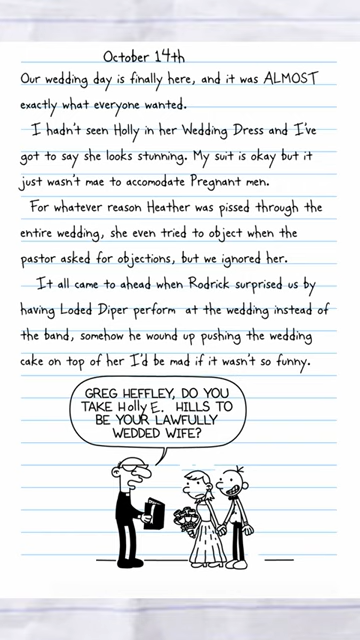 October 14th
Our wedding day is finally here, and it was ALMOST
exactly what everyone wanted.
I hadn't seen Holly in her Wedding Dress and I've
got to say she looks stunning. My suit is okay but it
just wasn't mae to accomodate Pregnant men.
For whatever reason Heather was pissed through the
entire wedding, she even tried to object when the
pastor asked for objections, but we ignored her.
It all came to ahead when Rodrick surprised us by
having Loded Diper perform at the wedding instead of
the band, somehow he wound up pushing the wedding
cake on top of her I'd be mad if it wasn't so funny.
GREG HEFFLEY, DO YOU
TAKE Holly E. HILLS TO
BE YOUR LAWFULLY
WEDDED WIFE?